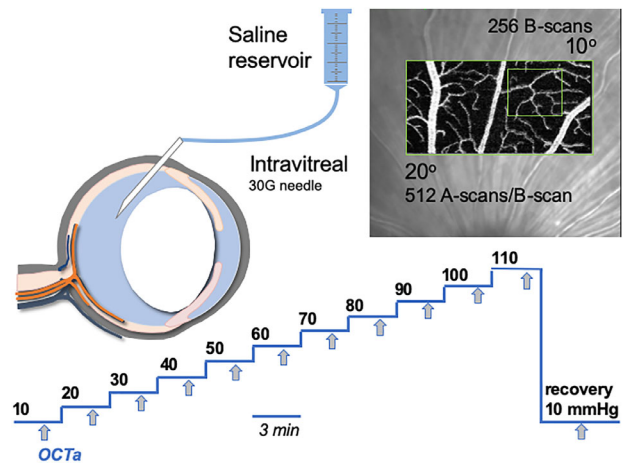 Saline
reservoir
Intravitreal
30G needle
256 B-scans
10°
20°
512 A-scans/B-scan
10
20
30
40
50
60
70
80
90
100
110
recovery
10 mmHg
3 min
OCTa